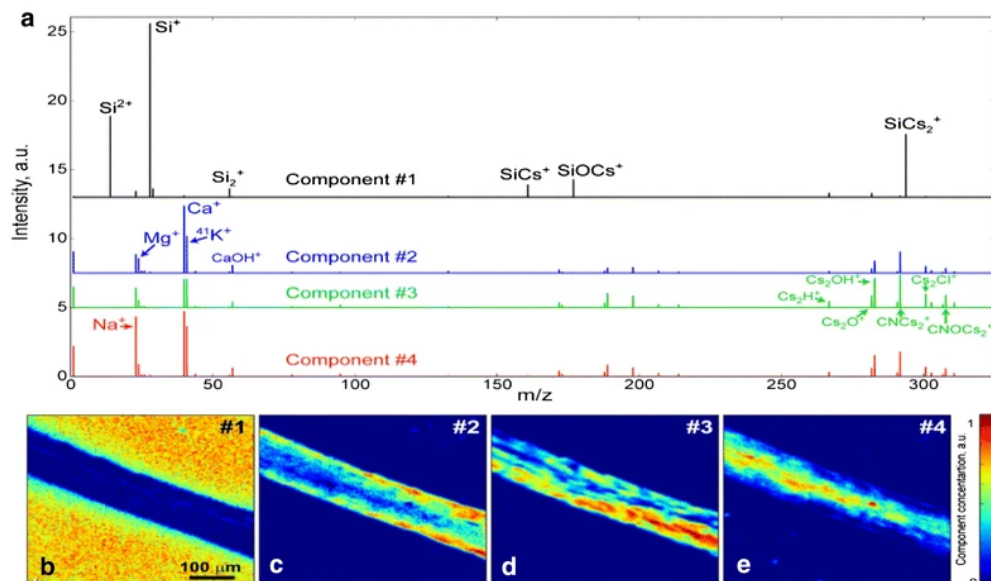 a
Intensity, a.u.
25
20
15
10
5
0
Si²⁺
Si⁺
Si₂⁺
Component #1
SiCs⁺
SiOCs⁺
SiCs₂⁺
Ca⁺
Mg⁺
⁴¹K⁺
CaOH⁺
Component #2
Component #3
Cs₂OH⁺
Cs₂Cl⁺
Cs₂H⁺
Cs₂O⁺
CNCs₂⁺
CNOCs₂⁺
Na⁺
Component #4
0 50 100 150 200 250 300
m/z
#1
b
100 µm
#2
c
#3
d
#4
e
Component concentartion, a.u.
1